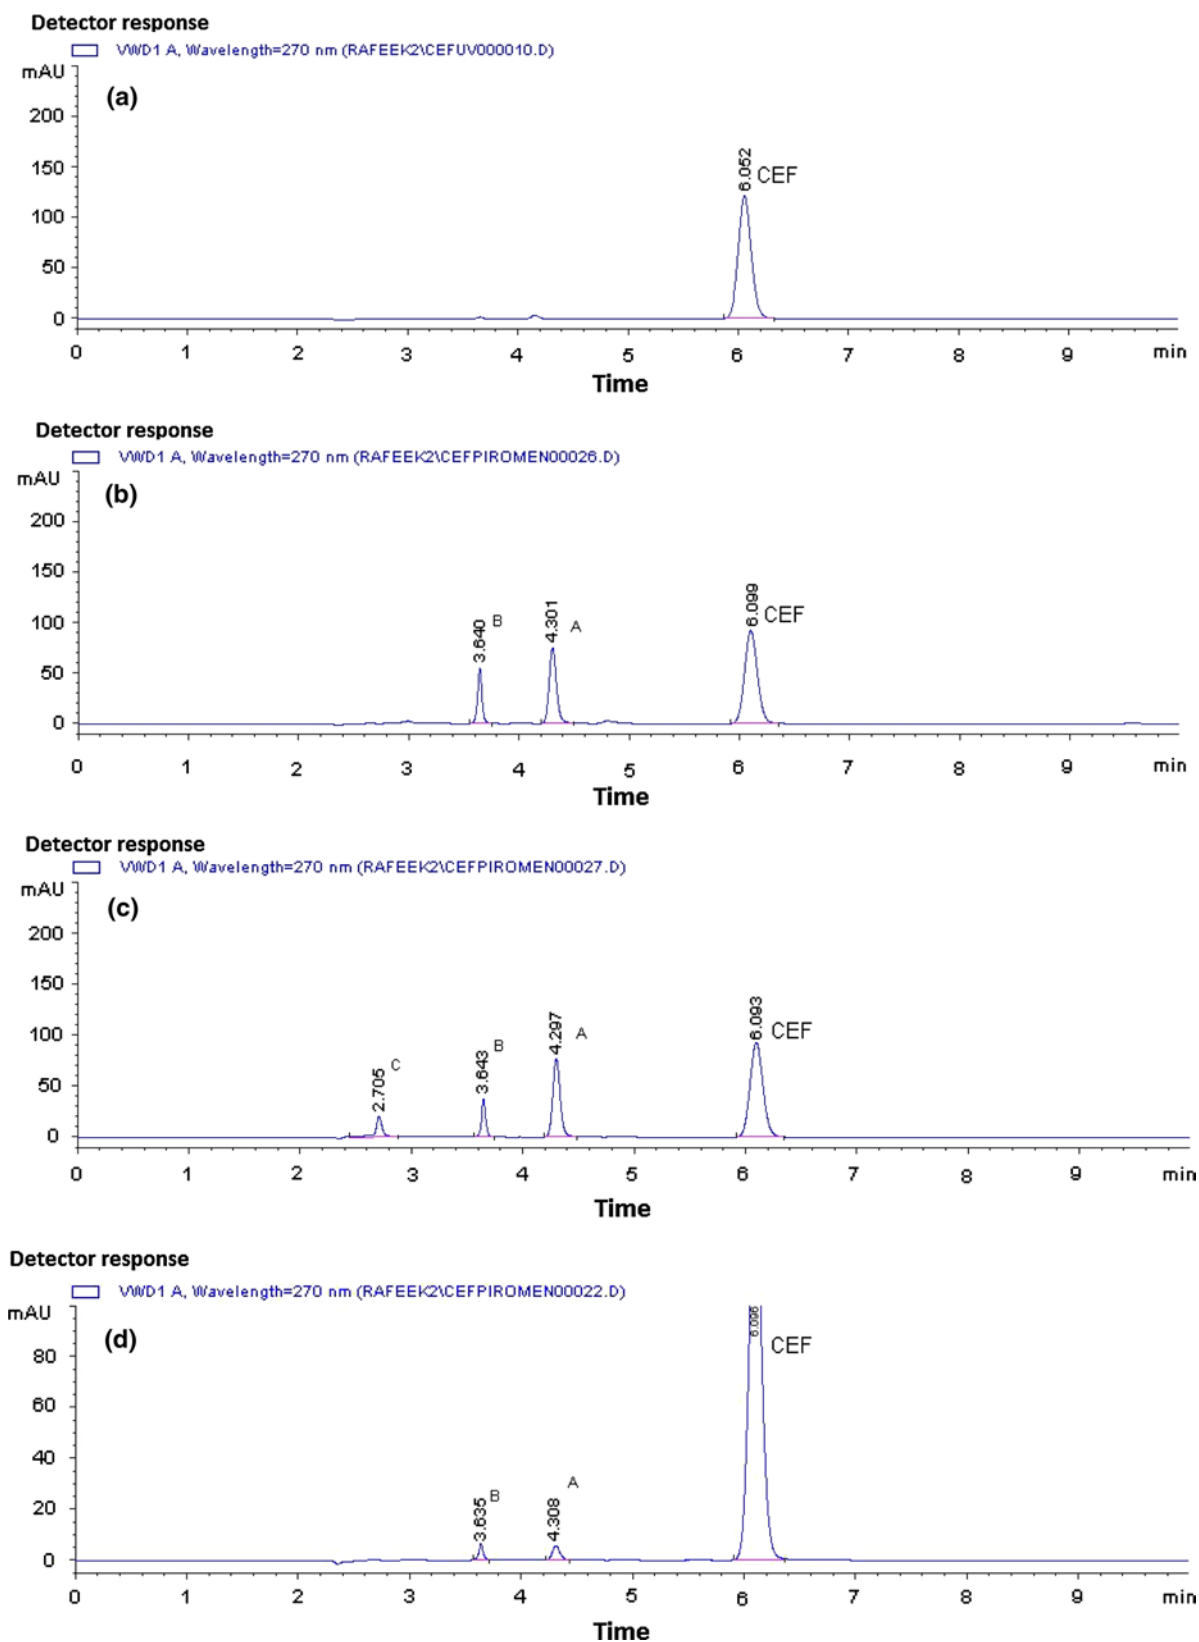 Detector response
VWD1 A, Wavelength=270 nm (RAFEEK2\CEFUV000010.D)
mAU
(a)
200
150
100
50
0
6.052
CEF
0 1 2 3 4 5 6 7 8 9 min
Time
Detector response
VWD1 A, Wavelength=270 nm (RAFEEK2\CEFPIROMEN00026.D)
mAU
(b)
200
150
100
50
0
3.640 B
4.301 A
6.099 CEF
0 1 2 3 4 5 6 7 8 9 min
Time
Detector response
VWD1 A, Wavelength=270 nm (RAFEEK2\CEFPIROMEN00027.D)
mAU
(c)
200
150
100
50
0
2.705 C
3.643 B
4.297 A
6.093 CEF
0 1 2 3 4 5 6 7 8 9 min
Time
Detector response
VWD1 A, Wavelength=270 nm (RAFEEK2\CEFPIROMEN00022.D)
mAU
(d)
80
60
40
20
0
3.635 B
4.308 A
6.096 CEF
0 1 2 3 4 5 6 7 8 9 min
Time